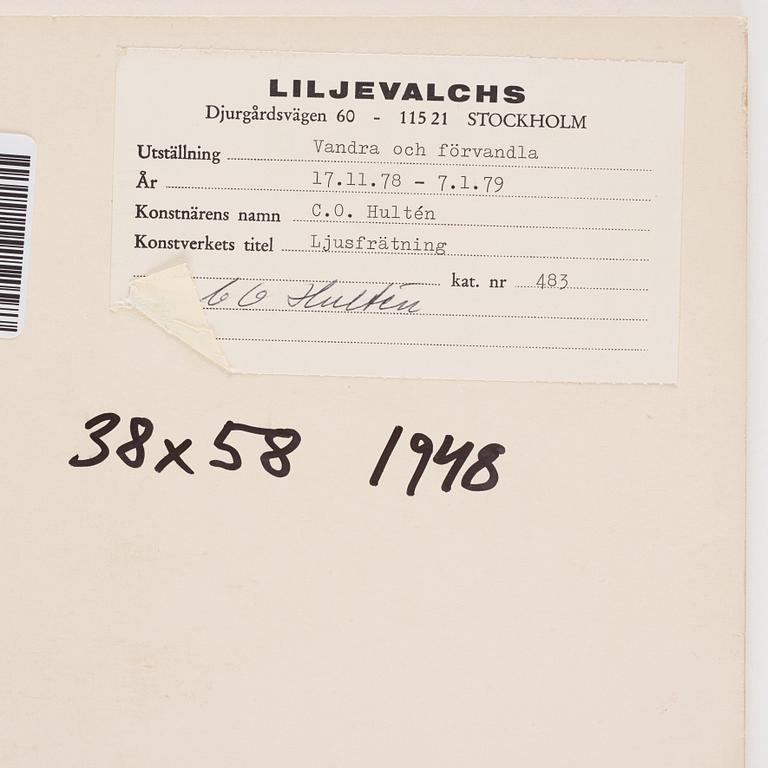 LILJEVALCHS
Djurgårdsvägen 60 - 115 21 STOCKHOLM
Utställning Vandra och förvandla
År 17.11.78 - 7.1.79
Konstnärens namn C.O. Hultén
Konstverkets titel Ljusfrätning
kat. nr 483
CO Hultén
38x58 1948